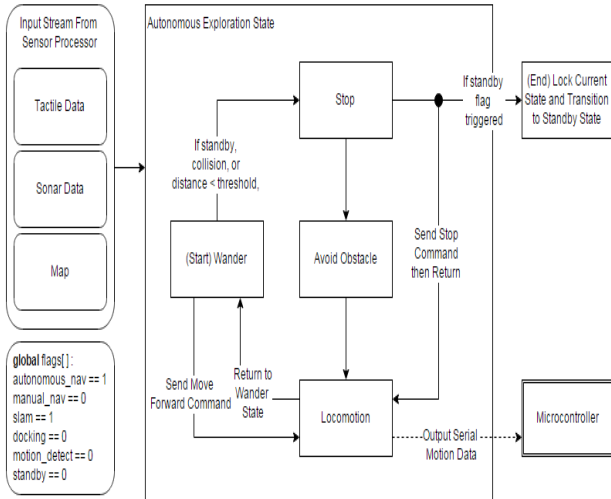 Input Stream From
Sensor Processor
Tactile Data
Sonar Data
Map
global flags[ ] :
autonomous_nav == 1
manual_nav == 0
slam == 1
docking == 0
motion_detect == 0
standby == 0
Autonomous Exploration State
Stop
If standby
flag
triggered
(End) Lock Current
State and Transition
to Standby State
If standby,
collision, or
distance < threshold,
(Start) Wander
Avoid Obstacle
Send Stop
Command
then Return
Send Move
Forward Command
Return to
Wander
State
Locomotion
Output Serial
Motion Data
Microcontroller